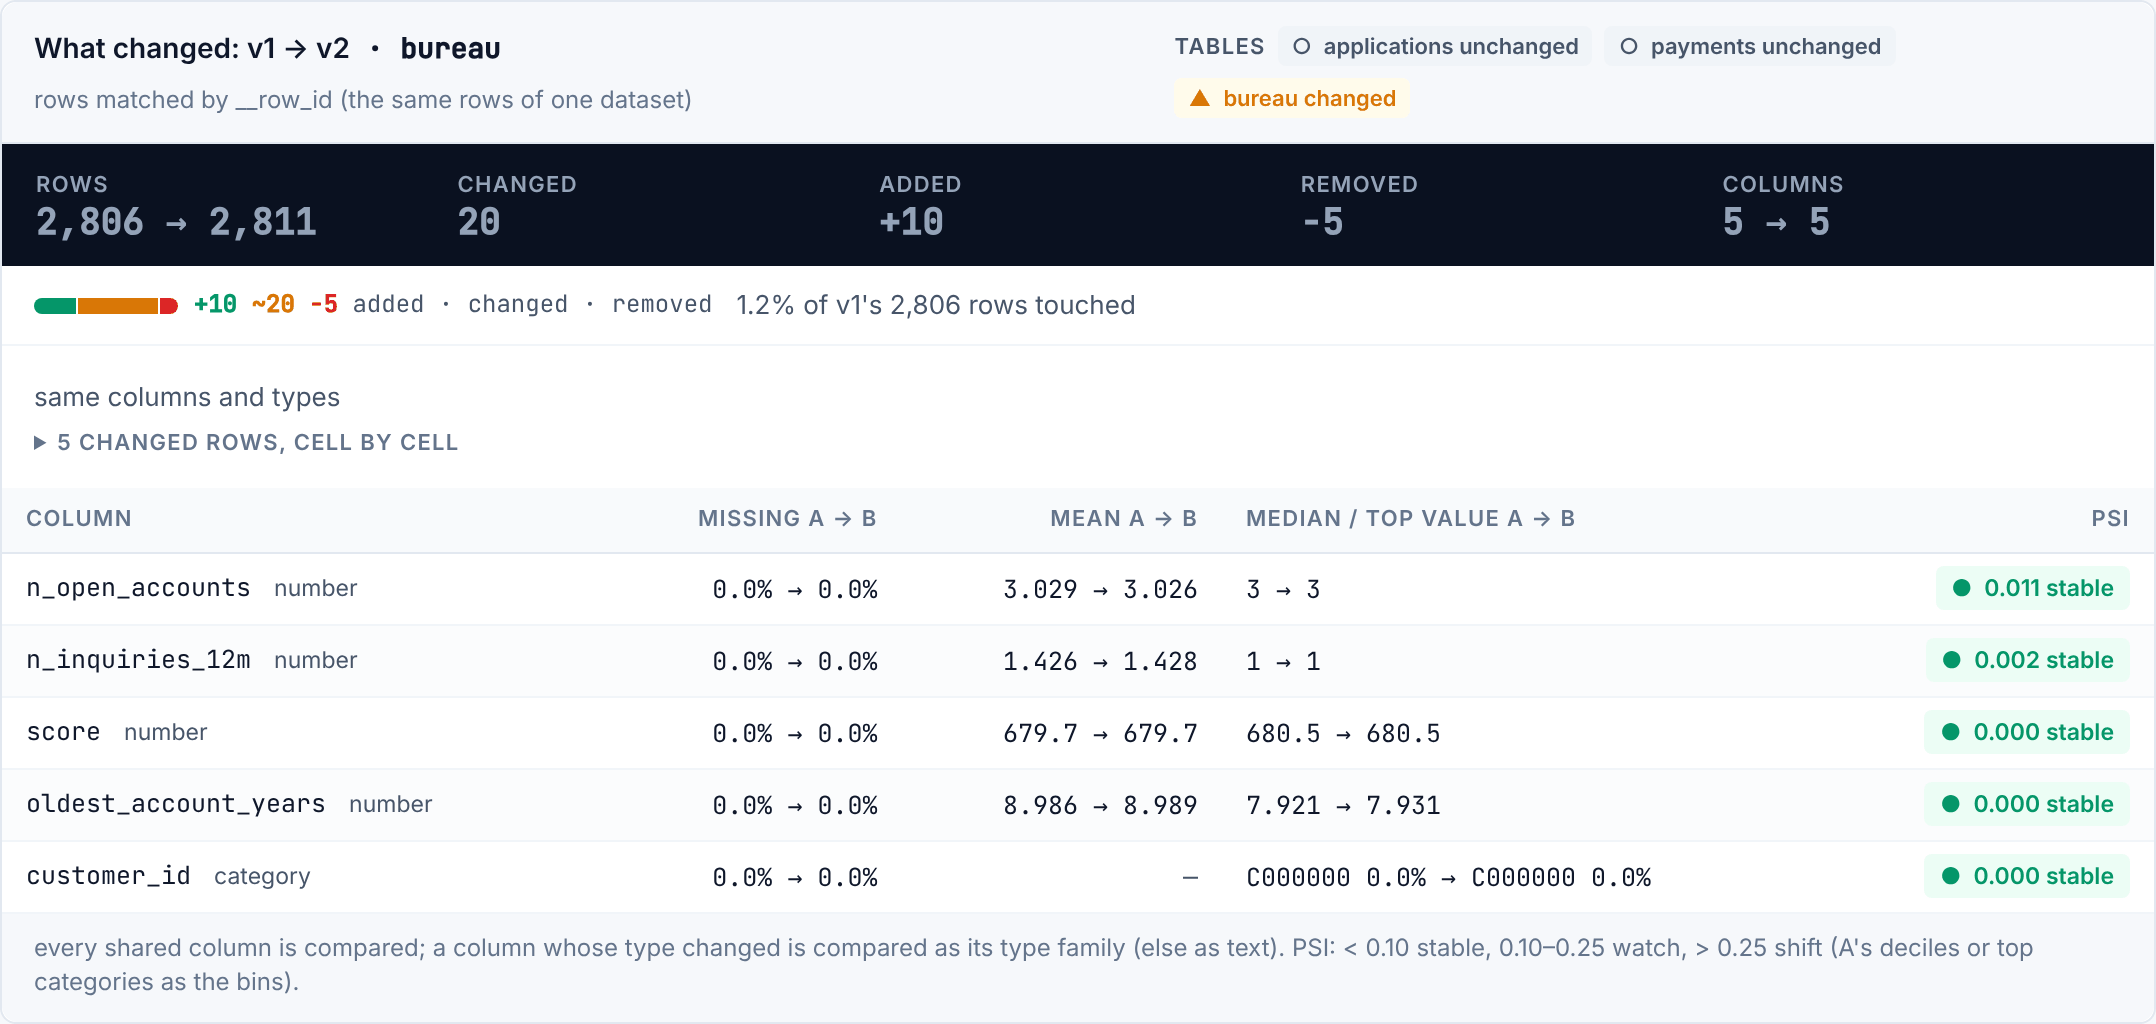 What changed: v1 → v2 · bureau
rows matched by __row_id (the same rows of one dataset)
TABLES applications unchanged payments unchanged
bureau changed
ROWS CHANGED ADDED REMOVED COLUMNS
2,806 → 2,811 20 +10 -5 5 → 5
+10 ~20 -5 added · changed · removed 1.2% of v1's 2,806 rows touched
same columns and types
5 CHANGED ROWS, CELL BY CELL
COLUMN MISSING A → B MEAN A → B MEDIAN / TOP VALUE A → B PSI
n_open_accounts number 0.0% → 0.0% 3.029 → 3.026 3 → 3 0.011 stable
n_inquiries_12m number 0.0% → 0.0% 1.426 → 1.428 1 → 1 0.002 stable
score number 0.0% → 0.0% 679.7 → 679.7 680.5 → 680.5 0.000 stable
oldest_account_years number 0.0% → 0.0% 8.986 → 8.989 7.921 → 7.931 0.000 stable
customer_id category 0.0% → 0.0% — C000000 0.0% → C000000 0.0% 0.000 stable
every shared column is compared; a column whose type changed is compared as its type family (else as text). PSI: < 0.10 stable, 0.10–0.25 watch, > 0.25 shift (A's deciles or top
categories as the bins).